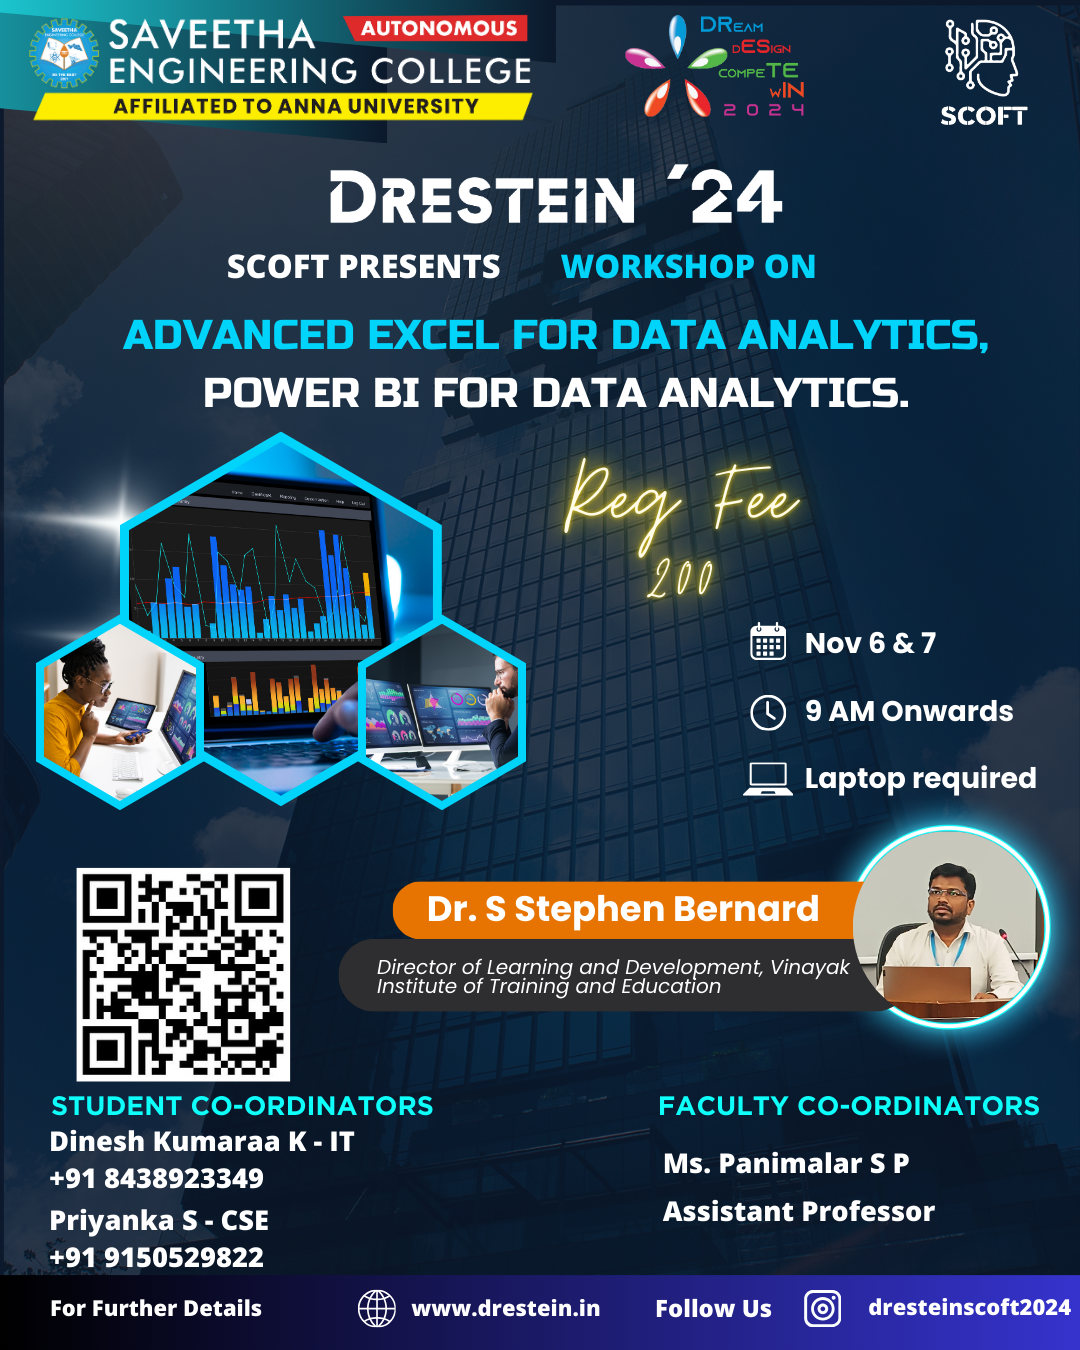 SAVEETHA
AUTONOMOUS
ENGINEERING COLLEGE
AFFILIATED TO ANNA UNIVERSITY
DREAM
DESIGN
COMPETE
WIN
2024
SCOFT
DRESTEIN ´24
SCOFT PRESENTS WORKSHOP ON
ADVANCED EXCEL FOR DATA ANALYTICS,
POWER BI FOR DATA ANALYTICS.
Reg Fee
200
Nov 6 & 7
9 AM Onwards
Laptop required
Dr. S Stephen Bernard
Director of Learning and Development, Vinayak
Institute of Training and Education
STUDENT CO-ORDINATORS
Dinesh Kumaraa K - IT
+91 8438923349
Priyanka S - CSE
+91 9150529822
FACULTY CO-ORDINATORS
Ms. Panimalar S P
Assistant Professor
For Further Details
www.drestein.in
Follow Us
dresteinscoft2024